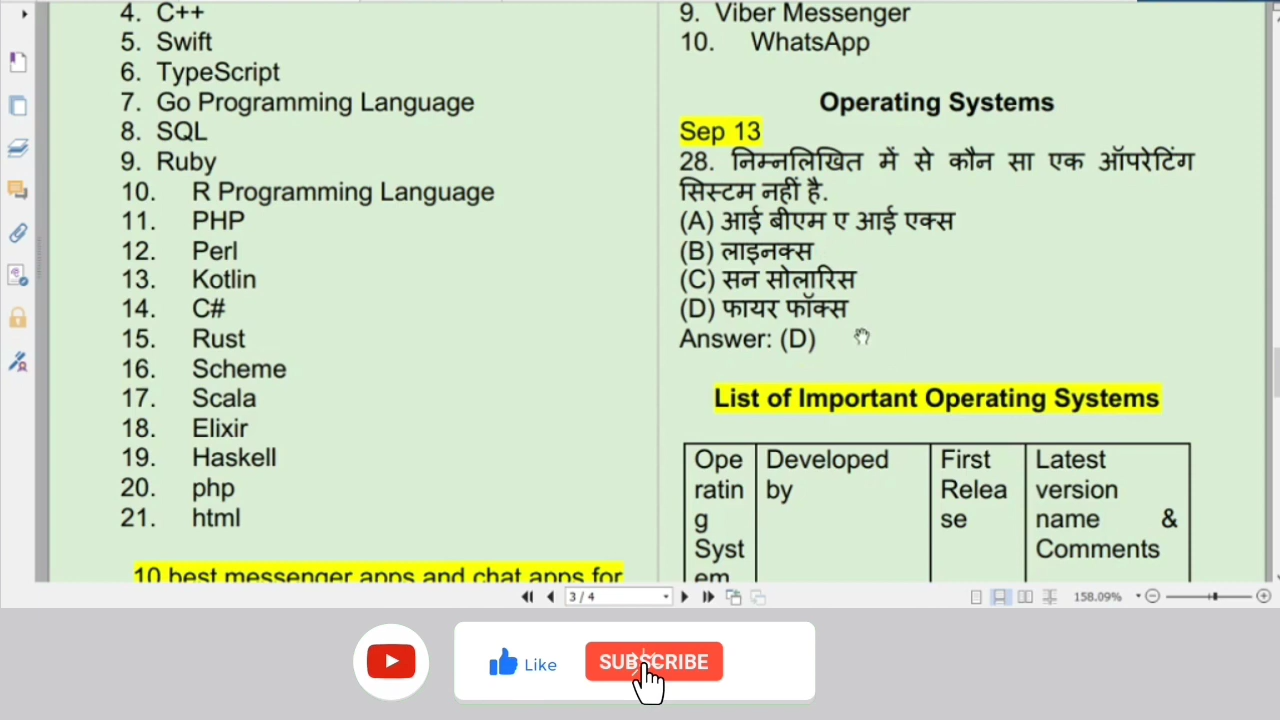 4. C++
5. Swift
6. TypeScript
7. Go Programming Language
8. SQL
9. Ruby
10. R Programming Language
11. PHP
12. Perl
13. Kotlin
14. C#
15. Rust
16. Scheme
17. Scala
18. Elixir
19. Haskell
20. php
21. html
10 best messenger apps and chat apps for
9. Viber Messenger
10. WhatsApp
Operating Systems
Sep 13
28. निम्नलिखित में से कौन सा एक ऑपरेटिंग
सिस्टम नहीं है.
(A) आई बीएम ए आई एक्स
(B) लाइनक्स
(C) सन सोलारिस
(D) फायर फॉक्स
Answer: (D)
List of Important Operating Systems
Ope
ratin
g
Syst
em
Developed
by
First
Relea
se
Latest
version
name &
Comments
3 / 4
158.09%
Like
SUBSCRIBE